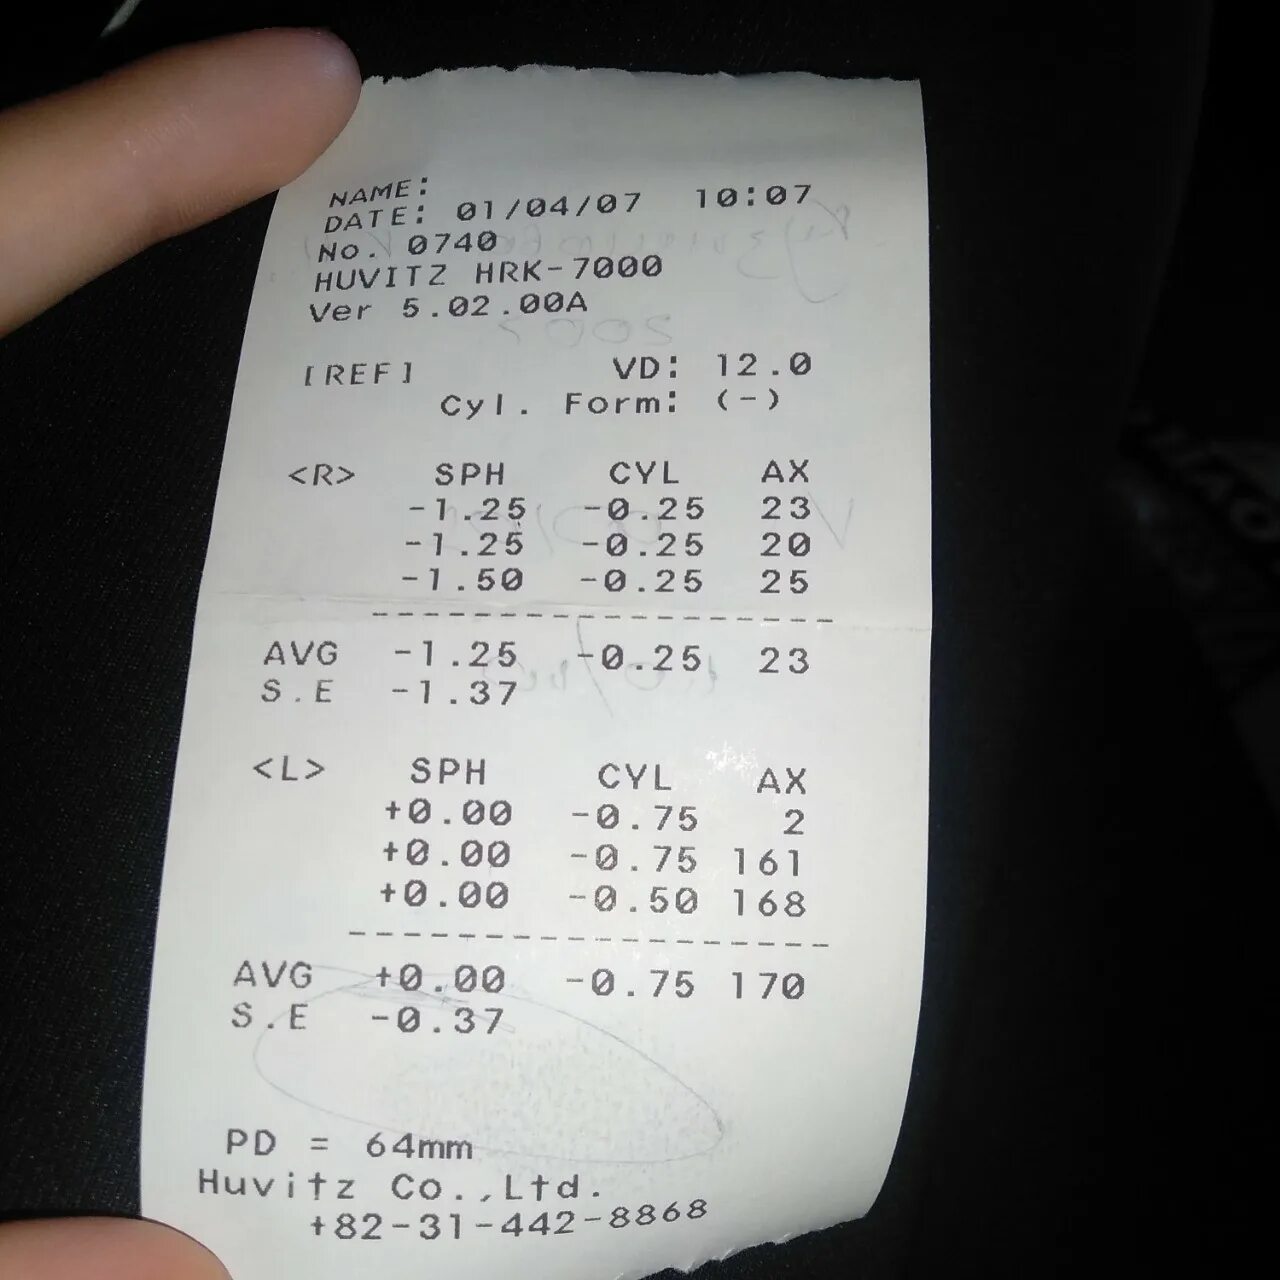 NAME:
DATE: 01/04/07 10:07
No. 0740
HUVITZ HRK-7000
Ver 5.02.00A
[REF] VD: 12.0
Cyl. Form: (-)
<R> SPH CYL AX
-1.25 -0.25 23
-1.25 -0.25 20
-1.50 -0.25 25
------------------
AVG -1.25 -0.25 23
S.E -1.37
<L> SPH CYL AX
+0.00 -0.75 2
+0.00 -0.75 161
+0.00 -0.50 168
------------------
AVG +0.00 -0.75 170
S.E -0.37
PD = 64mm
Huvitz Co.,Ltd.
+82-31-442-8868